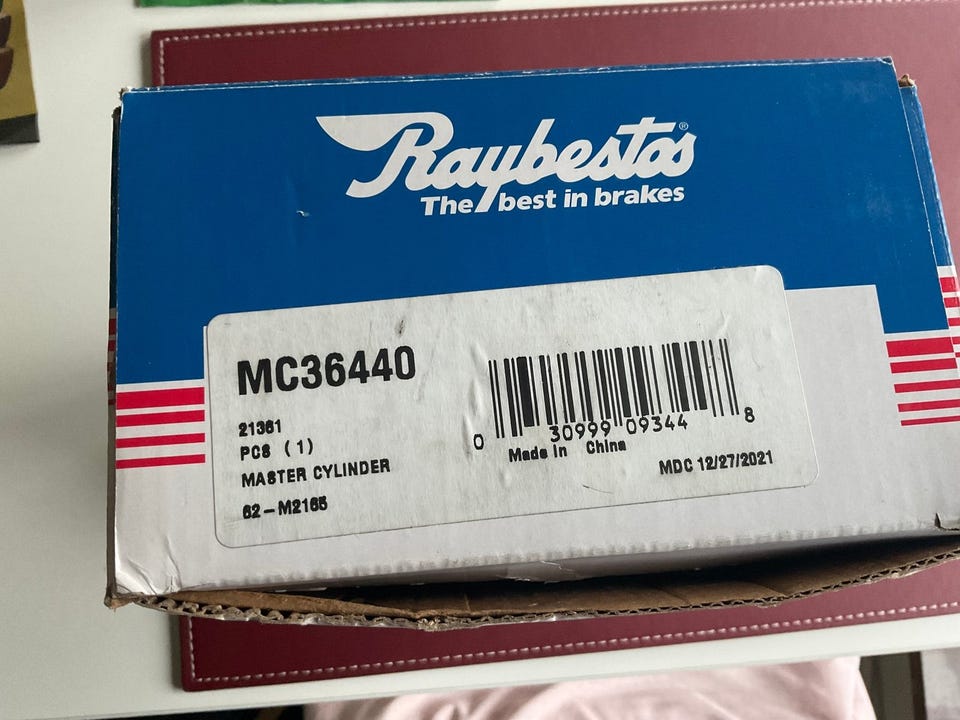 Raybestos®
The best in brakes
MC36440
21381
PCS (1)
MASTER CYLINDER
62-M2165
0 30999 09344 8
Made in China
MDC 12/27/2021